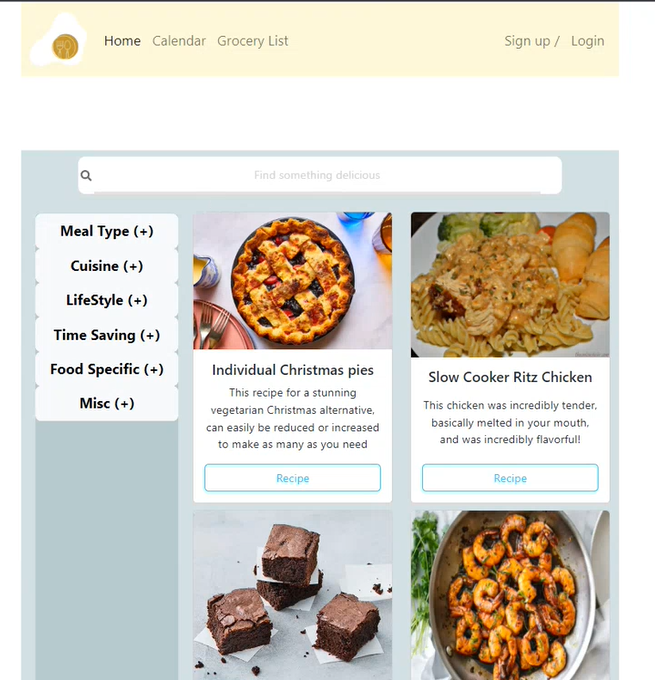 Home Calendar Grocery List Sign up / Login
Find something delicious
Meal Type (+)
Cuisine (+)
LifeStyle (+)
Time Saving (+)
Food Specific (+)
Misc (+)
Individual Christmas pies
This recipe for a stunning
vegetarian Christmas alternative,
can easily be reduced or increased
to make as many as you need
Recipe
Slow Cooker Ritz Chicken
This chicken was incredibly tender,
basically melted in your mouth,
and was incredibly flavorful!
Recipe